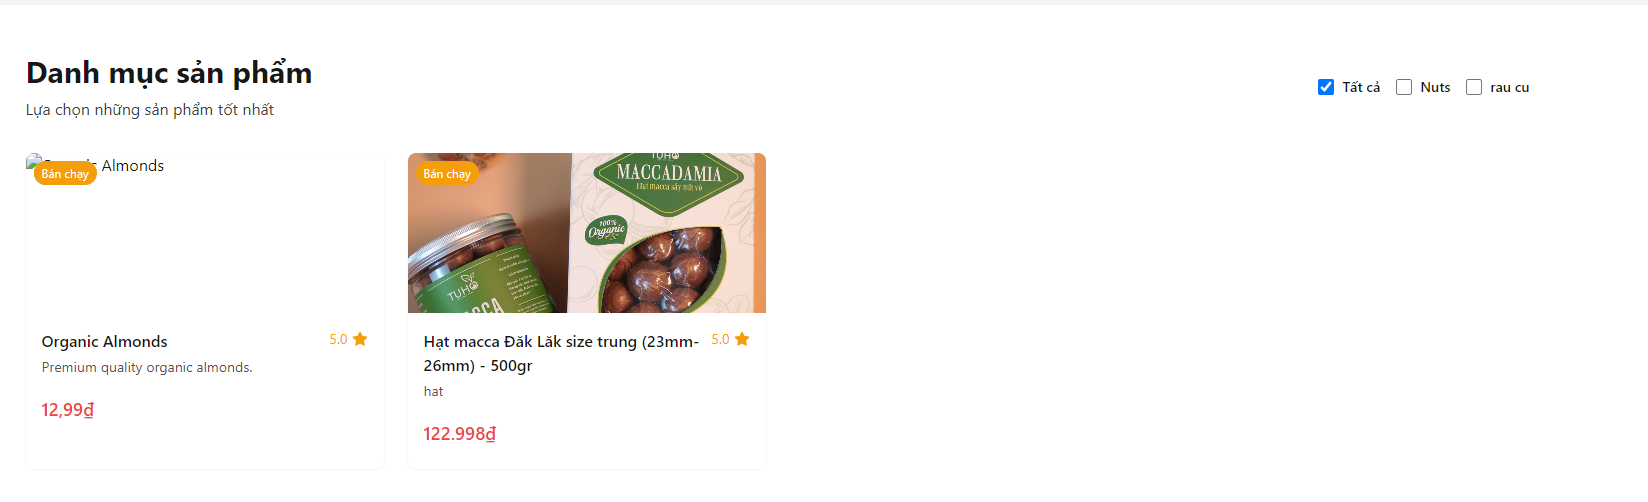 Danh mục sản phẩm
Lựa chọn những sản phẩm tốt nhất
Tất cả
Nuts
rau cu
Almonds
Bán chạy
Organic Almonds
5.0
Premium quality organic almonds.
12,99₫
Bán chạy
TUHO
MACCADAMIA
Hạt macca sấy nứt vỏ
100%
Organic
TUHO
MACCA
Hạt macca Đăk Lăk size trung (23mm-
26mm) - 500gr
5.0
hat
122.998₫